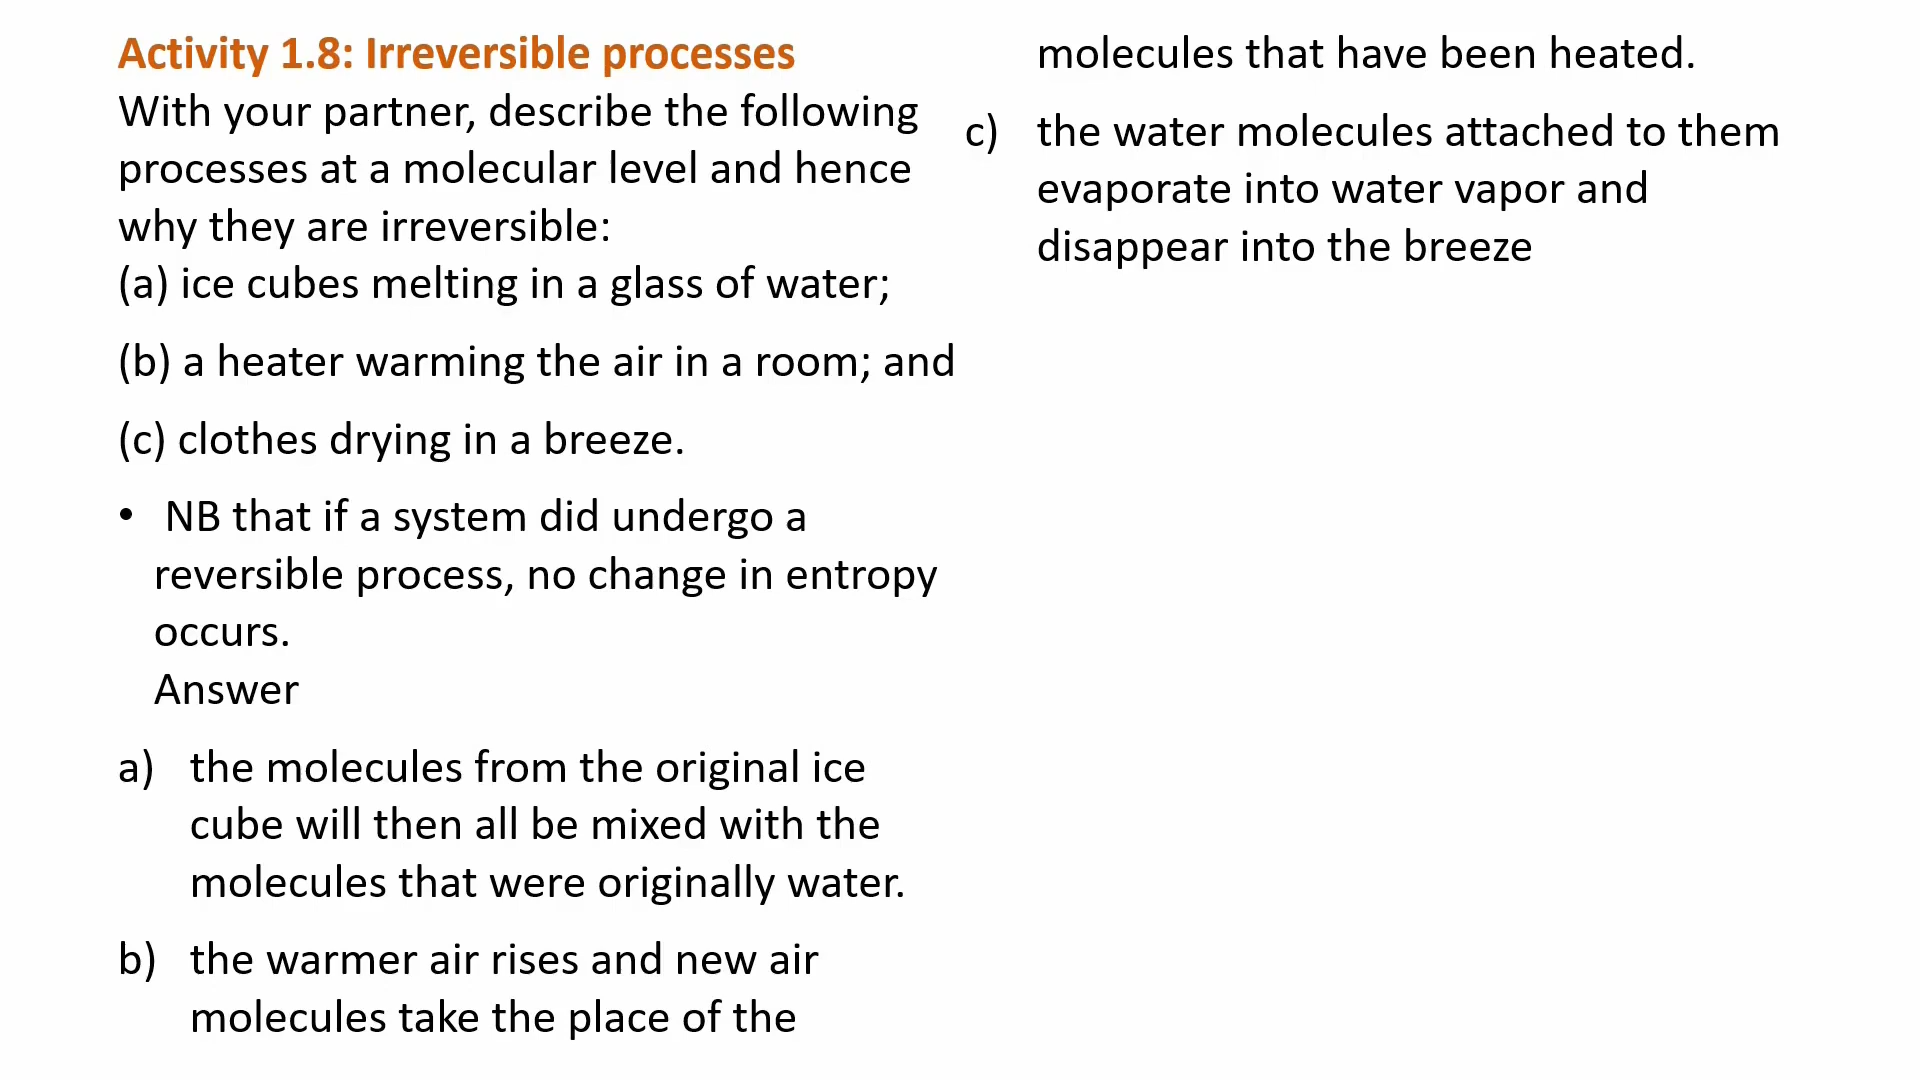 Activity 1.8: Irreversible processes
With your partner, describe the following
processes at a molecular level and hence
why they are irreversible:
(a) ice cubes melting in a glass of water;
(b) a heater warming the air in a room; and
(c) clothes drying in a breeze.
• NB that if a system did undergo a
reversible process, no change in entropy
occurs.
Answer
a) the molecules from the original ice
cube will then all be mixed with the
molecules that were originally water.
b) the warmer air rises and new air
molecules take the place of the
molecules that have been heated.
c) the water molecules attached to them
evaporate into water vapor and
disappear into the breeze